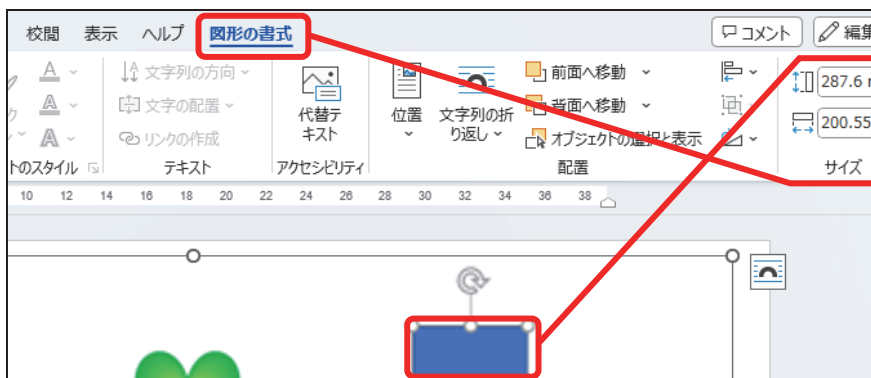 校閲 表示 ヘルプ 図形の書式 コメント 編集
文字列の方向
文字の配置
リンクの作成
代替テ
キスト
位置
文字列の折
り返し
前面へ移動
背面へ移動
オブジェクトの選択と表示
287.6
200.55
トのスタイル テキスト アクセシビリティ 配置 サイズ
10 12 14 16 18 20 22 24 26 28 30 32 34 36 38